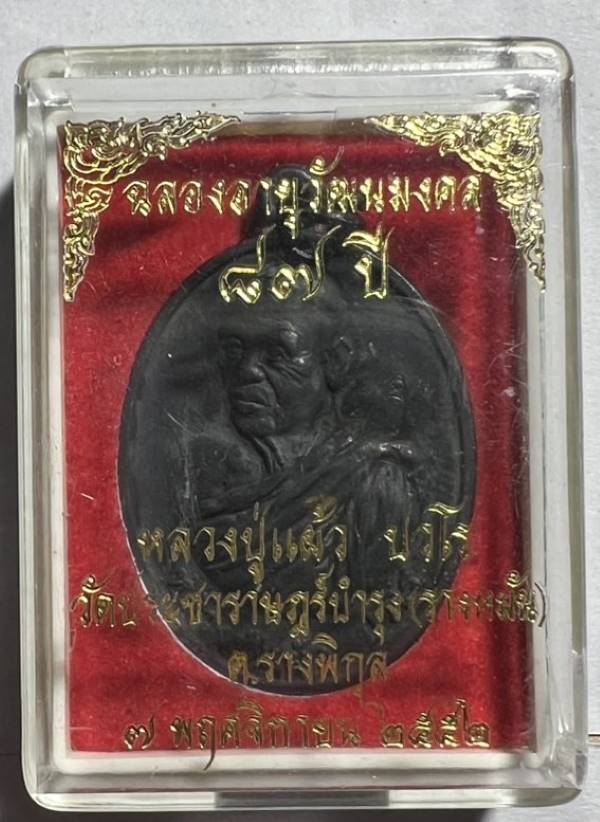 ฉลองอายุวัฒนมงคล
๘๗ ปี
หลวงปู่แผ้ว ปวโร
วัดประชาราษฎร์บำรุง (รางหมัน)
ต.รางพิกุล
๗ พฤศจิกายน ๒๕๕๒